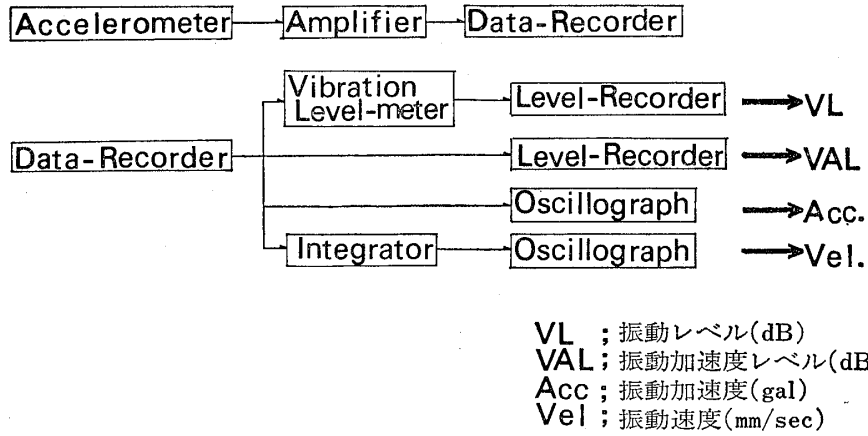 Accelerometer Amplifier Data-Recorder
Vibration
Level-meter Level-Recorder VL
Data-Recorder Level-Recorder VAL
Oscillograph Acc.
Integrator Oscillograph Vel.
VL ; 振動レベル(dB)
VAL ; 振動加速度レベル(dB
Acc ; 振動加速度(gal)
Vel ; 振動速度(mm/sec)